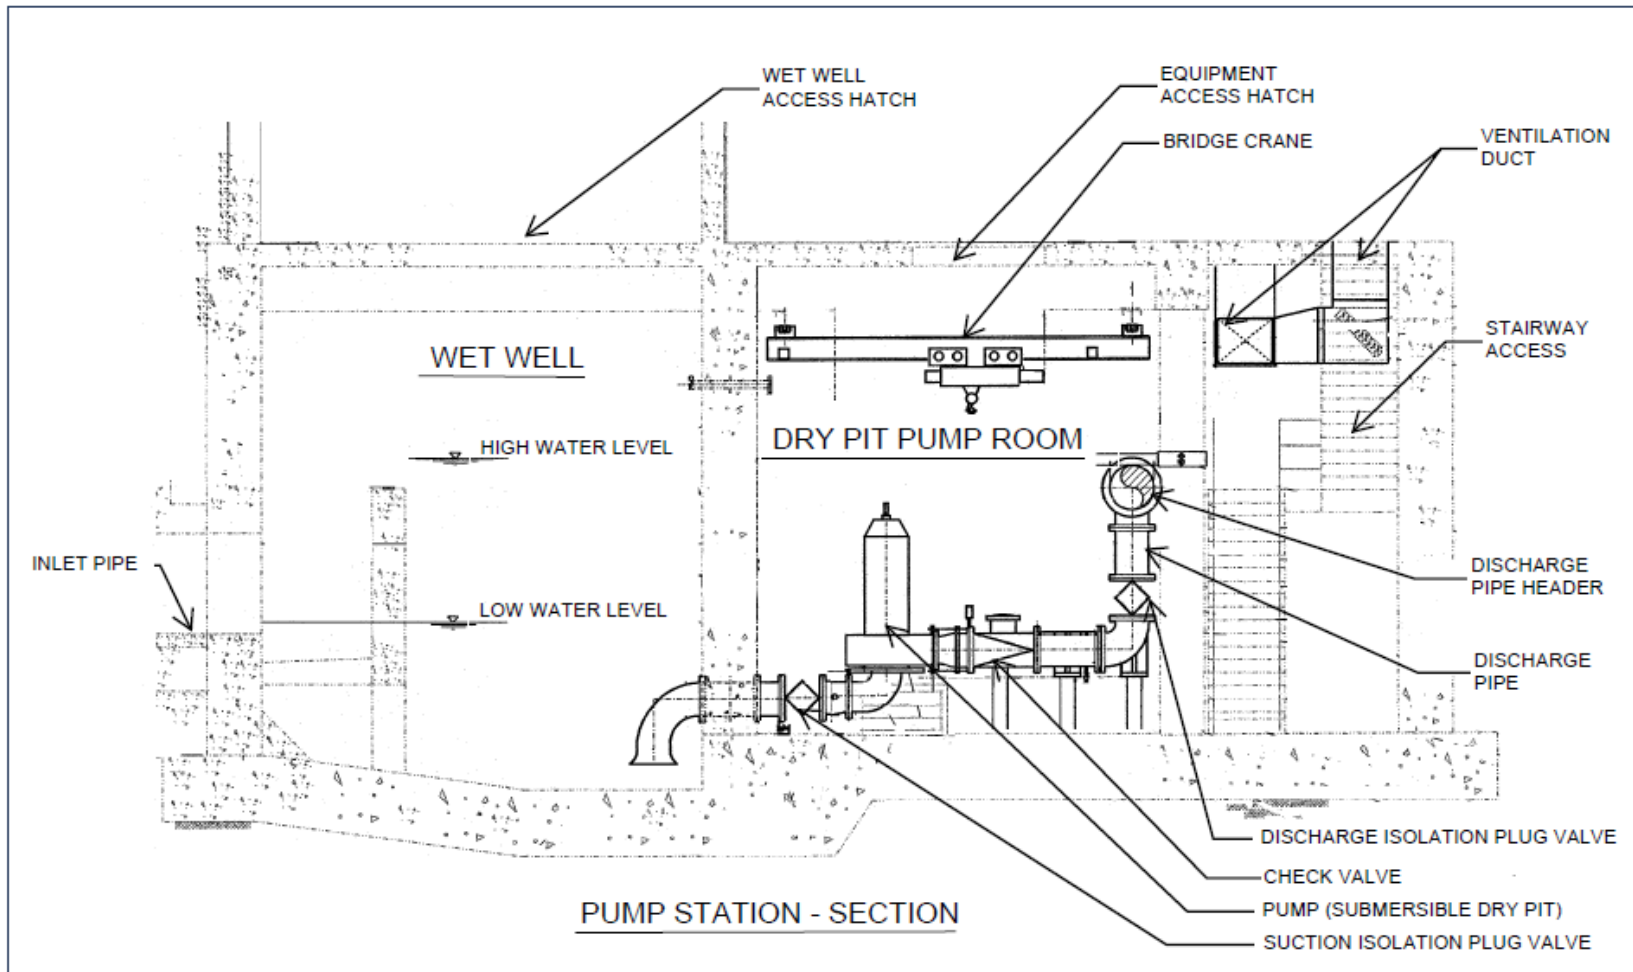 WET WELL
ACCESS HATCH
EQUIPMENT
ACCESS HATCH
BRIDGE CRANE
VENTILATION
DUCT
STAIRWAY
ACCESS
WET WELL
DRY PIT PUMP ROOM
HIGH WATER LEVEL
INLET PIPE
LOW WATER LEVEL
DISCHARGE
PIPE HEADER
DISCHARGE
PIPE
DISCHARGE ISOLATION PLUG VALVE
CHECK VALVE
PUMP (SUBMERSIBLE DRY PIT)
SUCTION ISOLATION PLUG VALVE
PUMP STATION - SECTION